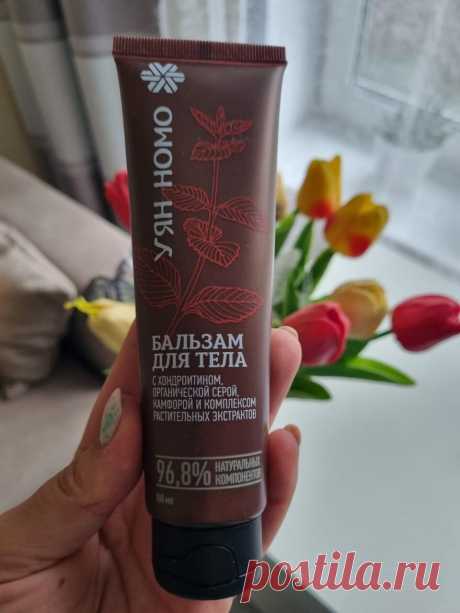 УЯН НОМО
БАЛЬЗАМ
ДЛЯ ТЕЛА
С ХОНДРОИТИНОМ,
ОРГАНИЧЕСКОЙ СЕРОЙ,
КАМФОРОЙ И КОМПЛЕКСОМ
РАСТИТЕЛЬНЫХ ЭКСТРАКТОВ
96,8% НАТУРАЛЬНЫХ
КОМПОНЕНТОВ
postila.ru